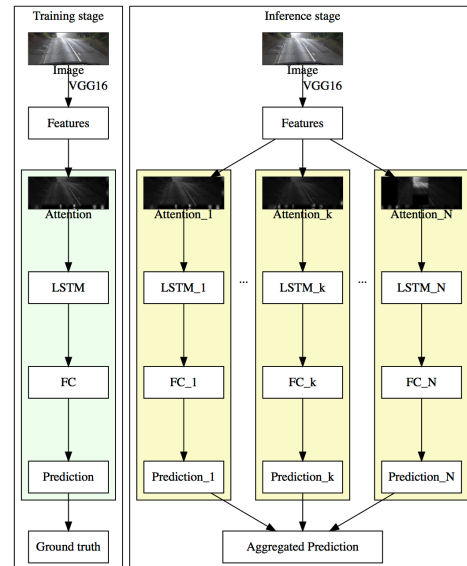 Training stage
Image
VGG16
Features
Attention
LSTM
FC
Prediction
Ground truth
Inference stage
Image
VGG16
Features
Attention_1 Attention_k Attention_N
LSTM_1 ... LSTM_k ... LSTM_N
FC_1 FC_k FC_N
Prediction_1 Prediction_k Prediction_N
Aggregated Prediction